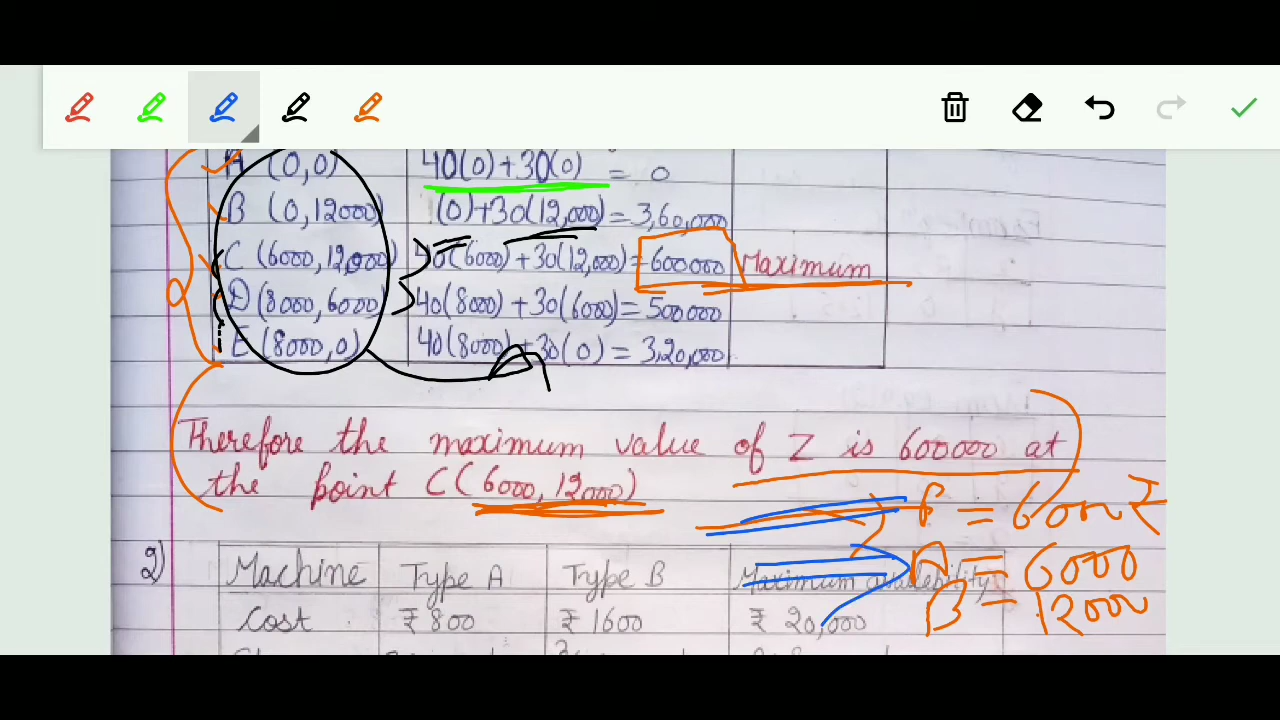 A (0,0) 40(0)+30(0) = 0
B (0,12000) (0)+30(12,000) = 3,60,000
C (6000,12,000) 40(6000)+30(12,000) = 600000 Maximum
D (8000,6000) 40(8000)+30(6000) = 500000
E (8000,0) 40(8000)+30(0) = 3,20,000
Therefore the maximum value of Z is 600000 at
the point C(6000,12000)
2) Machine Type A Type B Maximum availability
Cost ₹800 ₹1600 ₹ 20,000
A = 6000
B = 12000